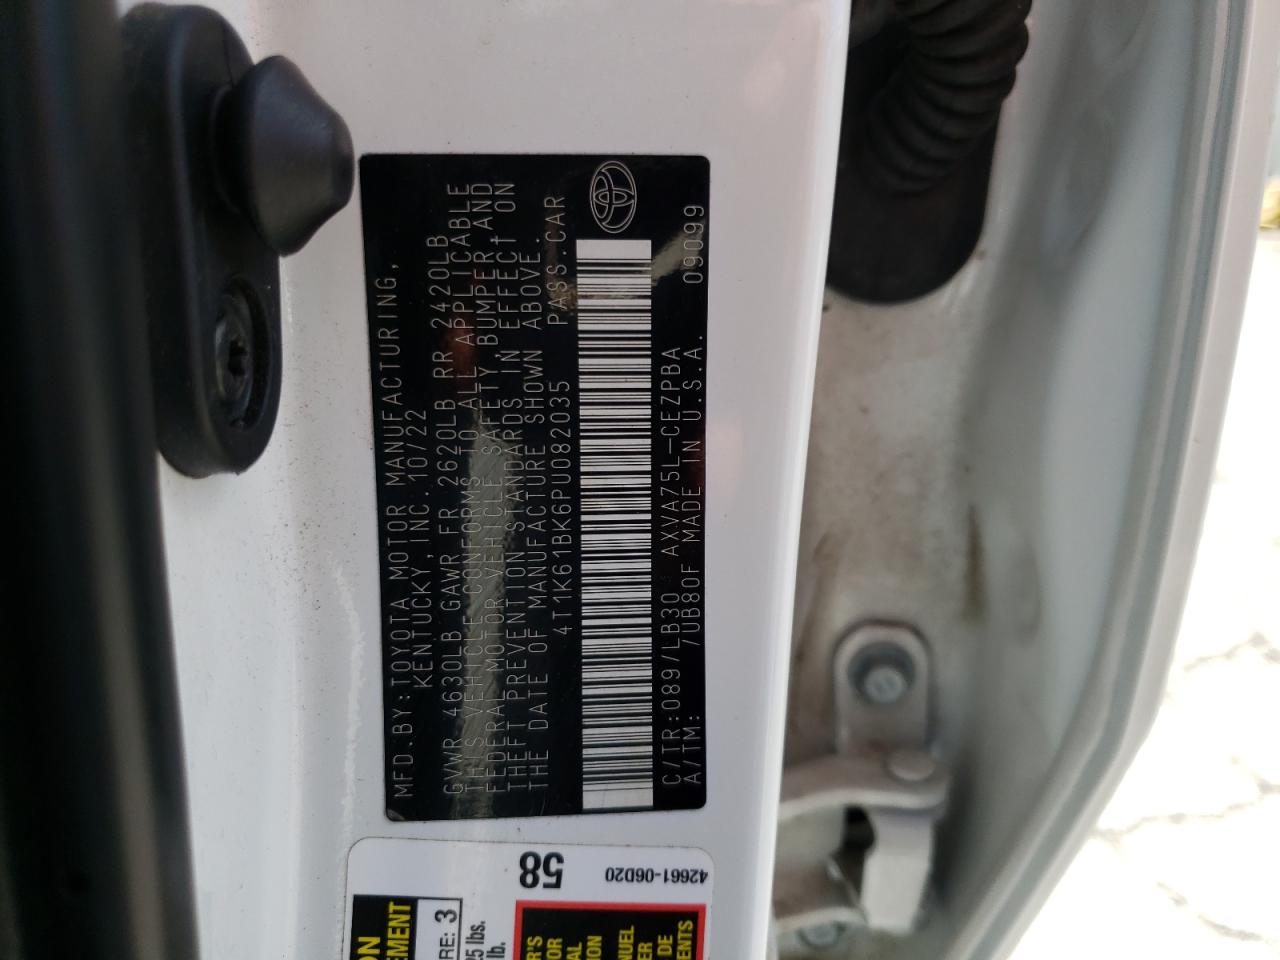 MFD.BY:TOYOTA MOTOR MANUFACTURING,
KENTUCKY, INC. 10/22
GVWR 4630LB GAWR FR 2620LB RR 2420LB
THIS VEHICLE CONFORMS TO ALL APPLICABLE
FEDERAL MOTOR VEHICLE SAFETY, BUMPER, AND
THEFT PREVENTION STANDARDS IN EFFECT ON
THE DATE OF MANUFACTURE SHOWN ABOVE.
4T1K61BK6PU082035 PASS.CAR
C/TR:089/LB30 AXVA75L-CEZPBA
A/TM: /UB80F MADE IN U.S.A. 09099
58
42661-06D20
EMENT
3